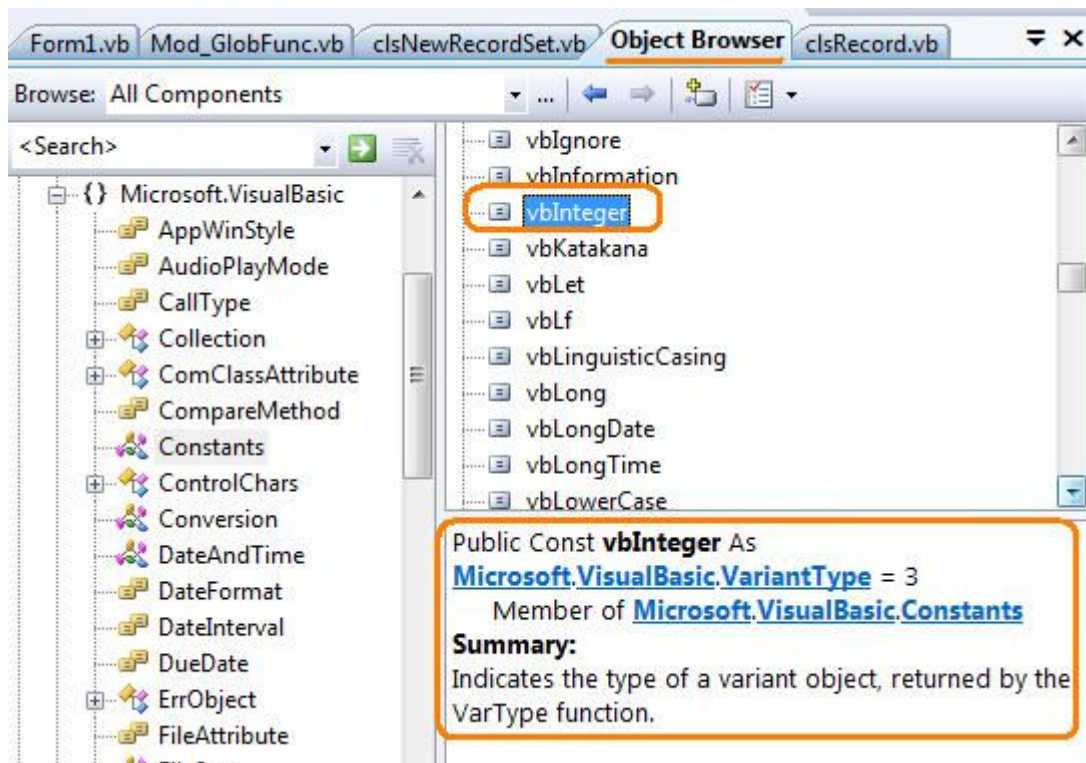 Form1.vb Mod_GlobFunc.vb clsNewRecordSet.vb Object Browser clsRecord.vb
Browse: All Components ...
<Search>
Microsoft.VisualBasic
AppWinStyle
AudioPlayMode
CallType
Collection
ComClassAttribute
CompareMethod
Constants
ControlChars
Conversion
DateAndTime
DateFormat
DateInterval
DueDate
ErrObject
FileAttribute
vbIgnore
vbInformation
vbInteger
vbKatakana
vbLet
vbLf
vbLinguisticCasing
vbLong
vbLongDate
vbLongTime
vbLowerCase
Public Const vbInteger As
Microsoft.VisualBasic.VariantType = 3
Member of Microsoft.VisualBasic.Constants
Summary:
Indicates the type of a variant object, returned by the
VarType function.